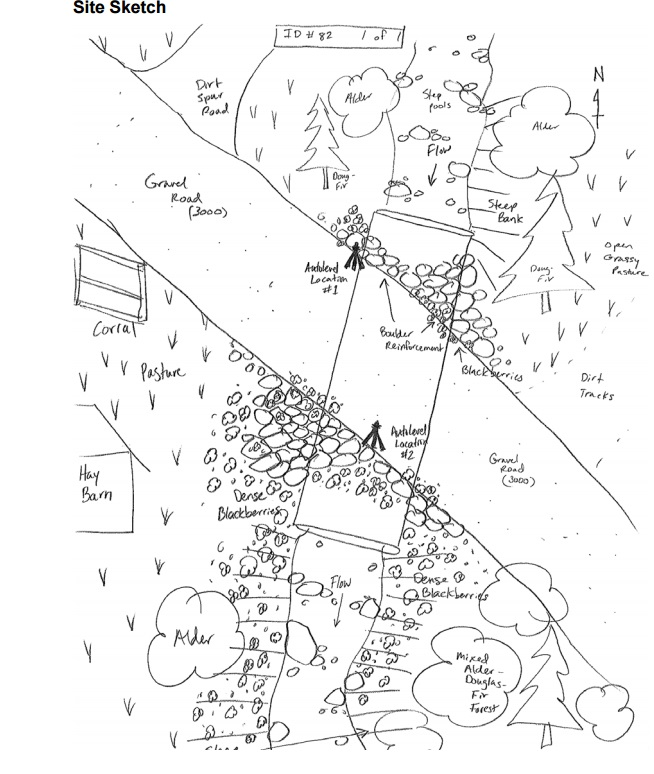 Site Sketch
ID # 82 1 of 1
N
Dirt
Spur
Road
Alder
Step
Pools
Flow
Alder
Doug-
Fir
Gravel
Road
(3000)
Steep
Bank
Open
Grassy
Pasture
Doug-
Fir
Autolevel
Location
#1
Corral
Boulder
Reinforcement
Blackberries
Pasture
Dirt
Tracks
Autolevel
Location
#2
Gravel
Road
(3000)
Hay
Barn
Dense
Blackberries
Flow
Dense
Blackberries
Alder
Mixed
Alder-
Douglas-
Fir
Forest